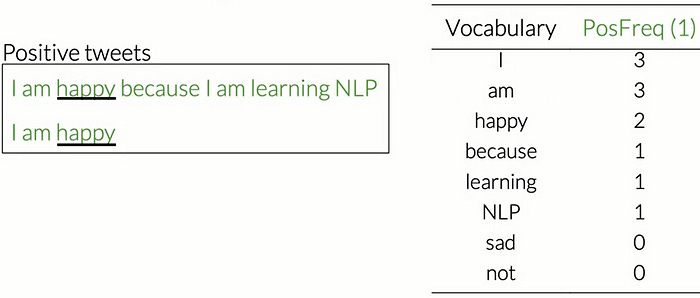 Positive tweets
I am happy because I am learning NLP
I am happy
Vocabulary PosFreq (1)
I 3
am 3
happy 2
because 1
learning 1
NLP 1
sad 0
not 0